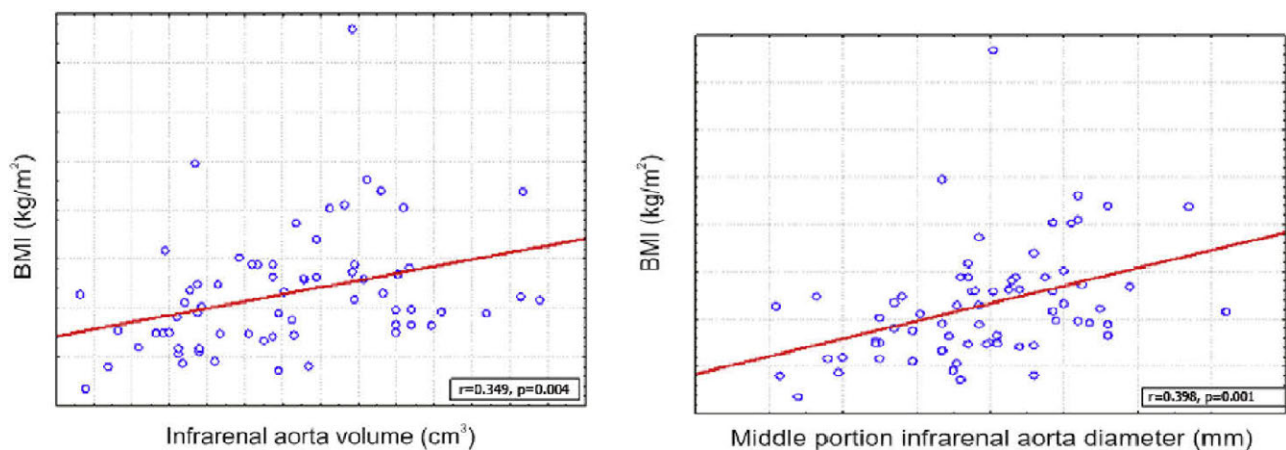 BMI (kg/m²)
r=0.349, p=0.004
Infrarenal aorta volume (cm³)
BMI (kg/m²)
r=0.398, p=0.001
Middle portion infrarenal aorta diameter (mm)